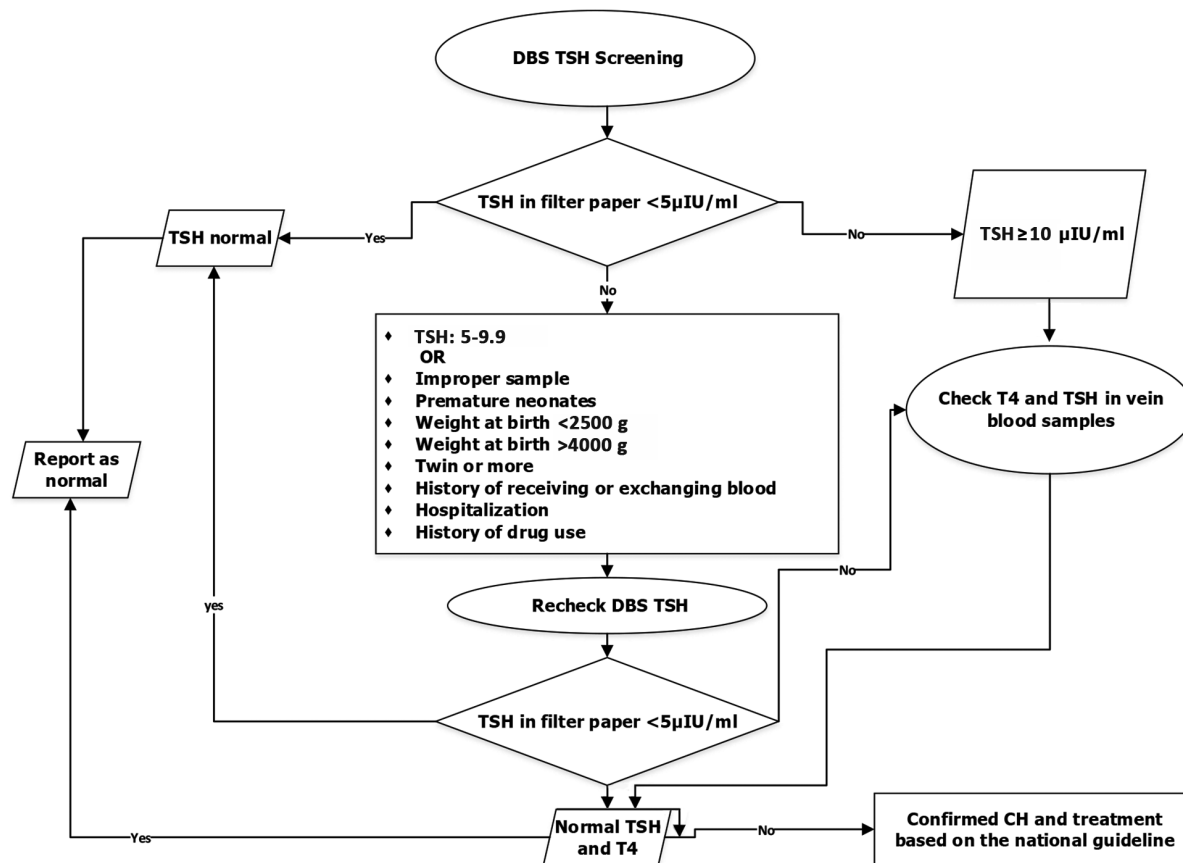 DBS TSH Screening
TSH in filter paper <5µIU/ml
Yes
No
TSH normal
TSH ≥10 µIU/ml
No
♦ TSH: 5-9.9
OR
♦ Improper sample
♦ Premature neonates
♦ Weight at birth <2500 g
♦ Weight at birth >4000 g
♦ Twin or more
♦ History of receiving or exchanging blood
♦ Hospitalization
♦ History of drug use
Check T4 and TSH in vein
blood samples
Report as
normal
No
Recheck DBS TSH
yes
TSH in filter paper <5µIU/ml
Normal TSH
and T4
Yes
No
Confirmed CH and treatment
based on the national guideline